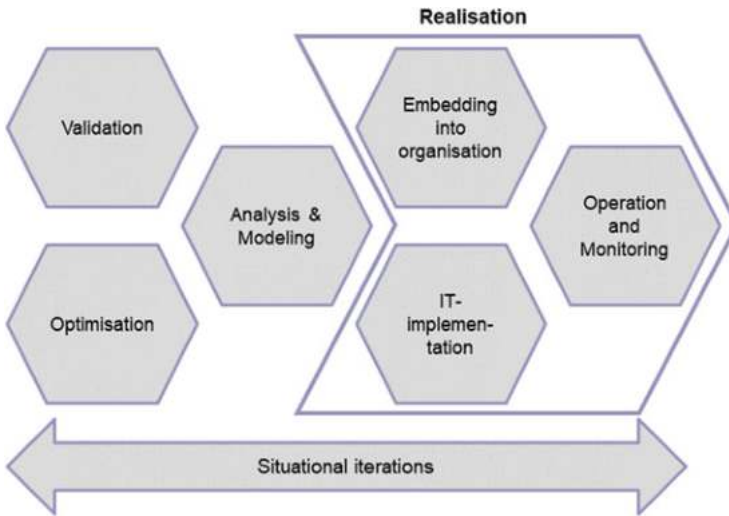 Realisation
Validation
Embedding
into
organisation
Analysis &
Modeling
Operation
and
Monitoring
Optimisation
IT-
implemen-
tation
Situational iterations